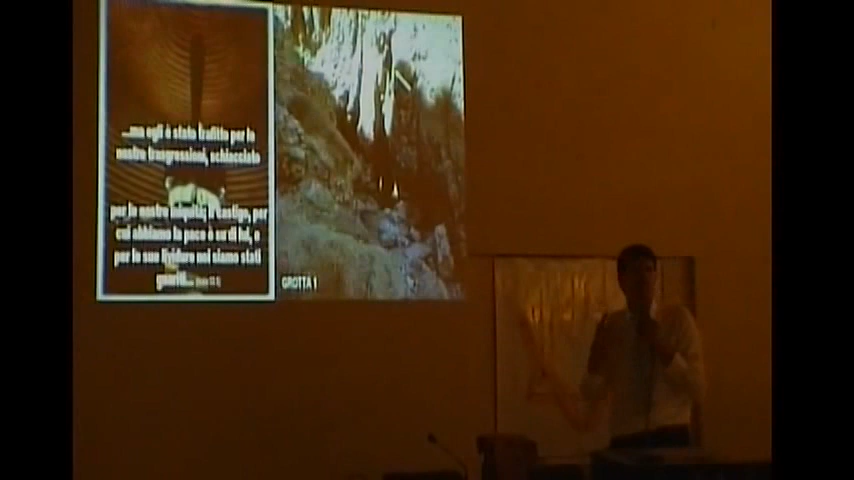 ...ma egli è stato trafitto per le
nostre trasgressioni, schiacciato
per le nostre iniquità; il castigo, per
cui abbiamo la pace è su di lui, e
per le sue lividure noi siamo stati
guariti...
GROTTA 1